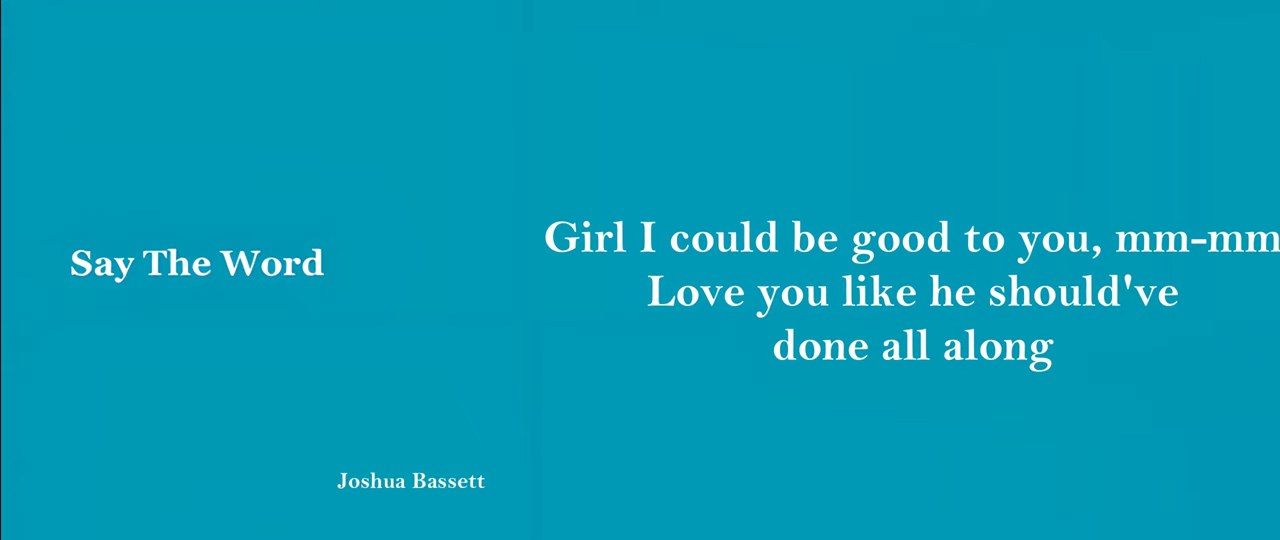 Say The Word
Joshua Bassett
Girl I could be good to you, mm-mm
Love you like he should've
done all along